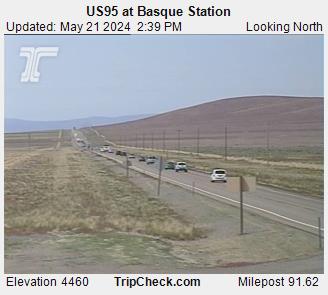 US95 at Basque Station
Updated: May 21 2024 2:39 PM Looking North
Elevation 4460 TripCheck.com Milepost 91.62